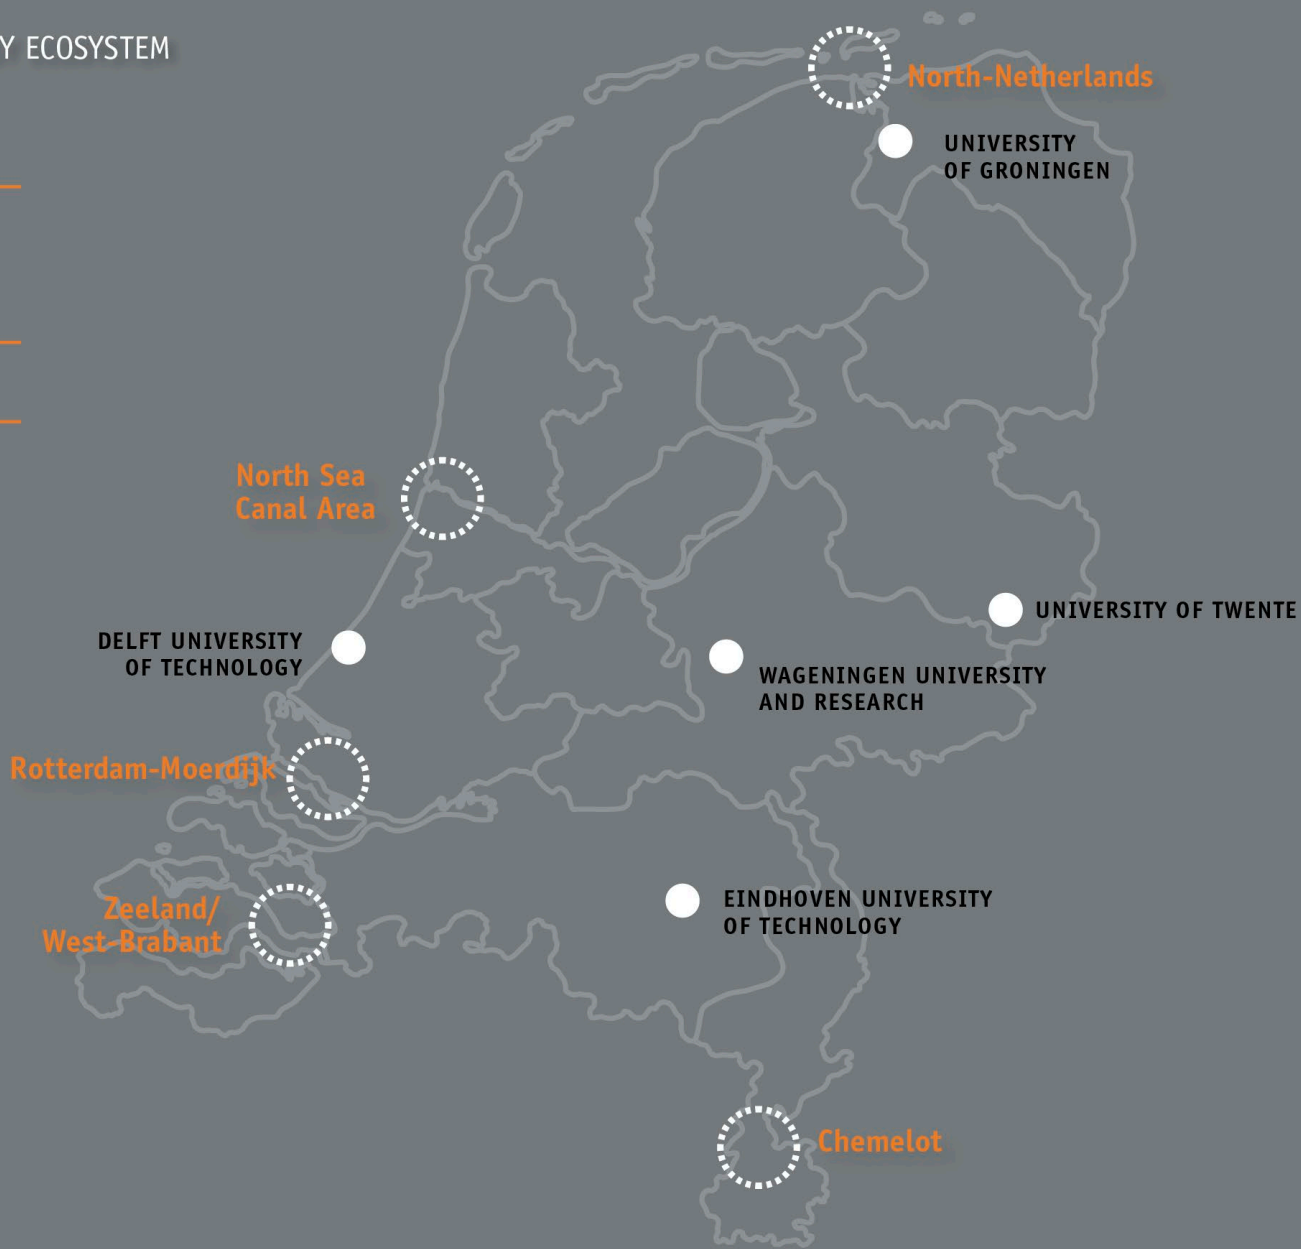 Y ECOSYSTEM
North-Netherlands
UNIVERSITY
OF GRONINGEN
North Sea
Canal Area
UNIVERSITY OF TWENTE
DELFT UNIVERSITY
OF TECHNOLOGY
WAGENINGEN UNIVERSITY
AND RESEARCH
Rotterdam-Moerdijk
EINDHOVEN UNIVERSITY
OF TECHNOLOGY
Zeeland/
West-Brabant
Chemelot